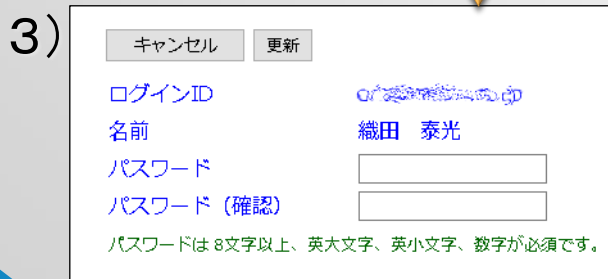 3)
キャンセル 更新
ログインID
名前 織田 泰光
パスワード
パスワード（確認）
パスワードは8文字以上、英大文字、英小文字、数字が必須です。